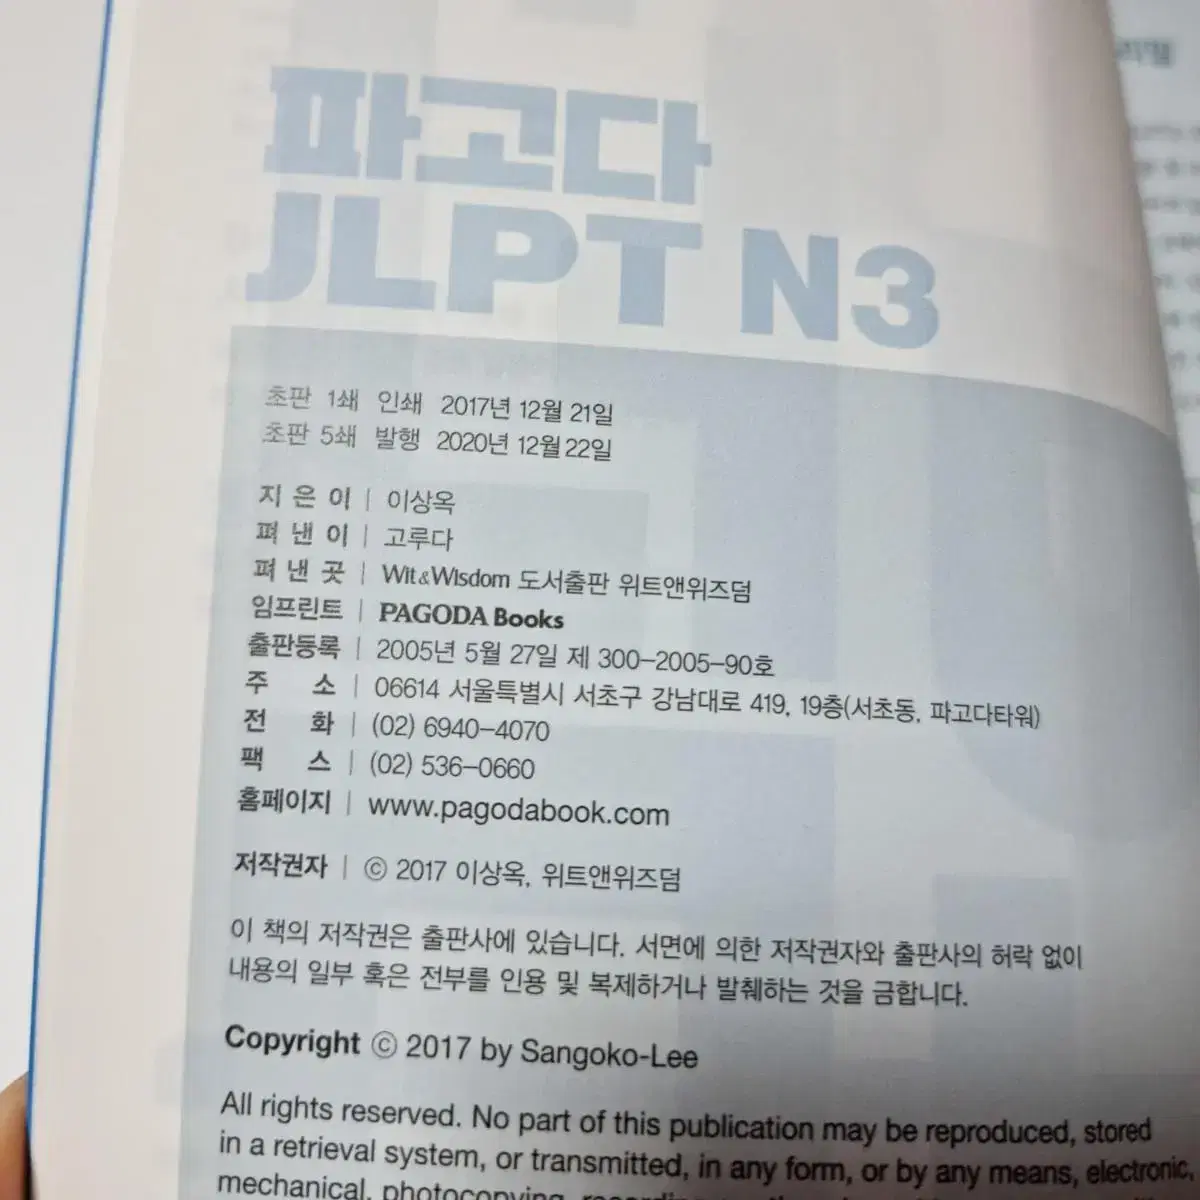 파고다
JLPT N3
초판 1쇄 인쇄 2017년 12월 21일
초판 5쇄 발행 2020년 12월 22일
지 은 이 | 이상옥
펴 낸 이 | 고루다
펴 낸 곳 | Wit&Wisdom 도서출판 위트앤위즈덤
임프린트 | PAGODA Books
출판등록 | 2005년 5월 27일 제 300-2005-90호
주 소 | 06614 서울특별시 서초구 강남대로 419, 19층(서초동, 파고다타워)
전 화 | (02) 6940-4070
팩 스 | (02) 536-0660
홈페이지 | www.pagodabook.com
저작권자 | ⓒ 2017 이상옥, 위트앤위즈덤
이 책의 저작권은 출판사에 있습니다. 서면에 의한 저작권자와 출판사의 허락 없이
내용의 일부 혹은 전부를 인용 및 복제하거나 발췌하는 것을 금합니다.
Copyright ⓒ 2017 by Sangoko-Lee
All rights reserved. No part of this publication may be reproduced, stored
in a retrieval system, or transmitted, in any form, or by any means, electronic,
mechanical, photocopying, recording